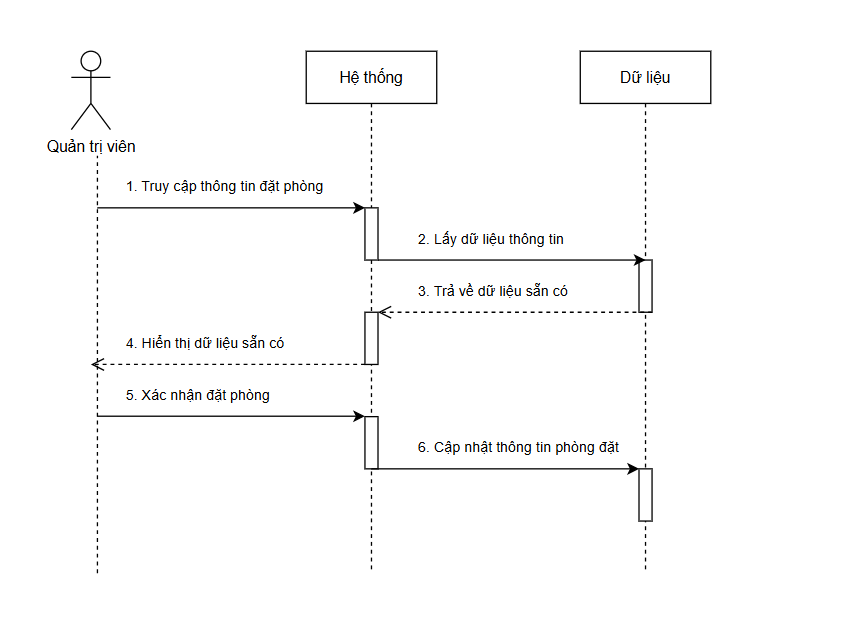 Hệ thống
Dữ liệu
Quản trị viên
1. Truy cập thông tin đặt phòng
2. Lấy dữ liệu thông tin
3. Trả về dữ liệu sẵn có
4. Hiển thị dữ liệu sẵn có
5. Xác nhận đặt phòng
6. Cập nhật thông tin phòng đặt